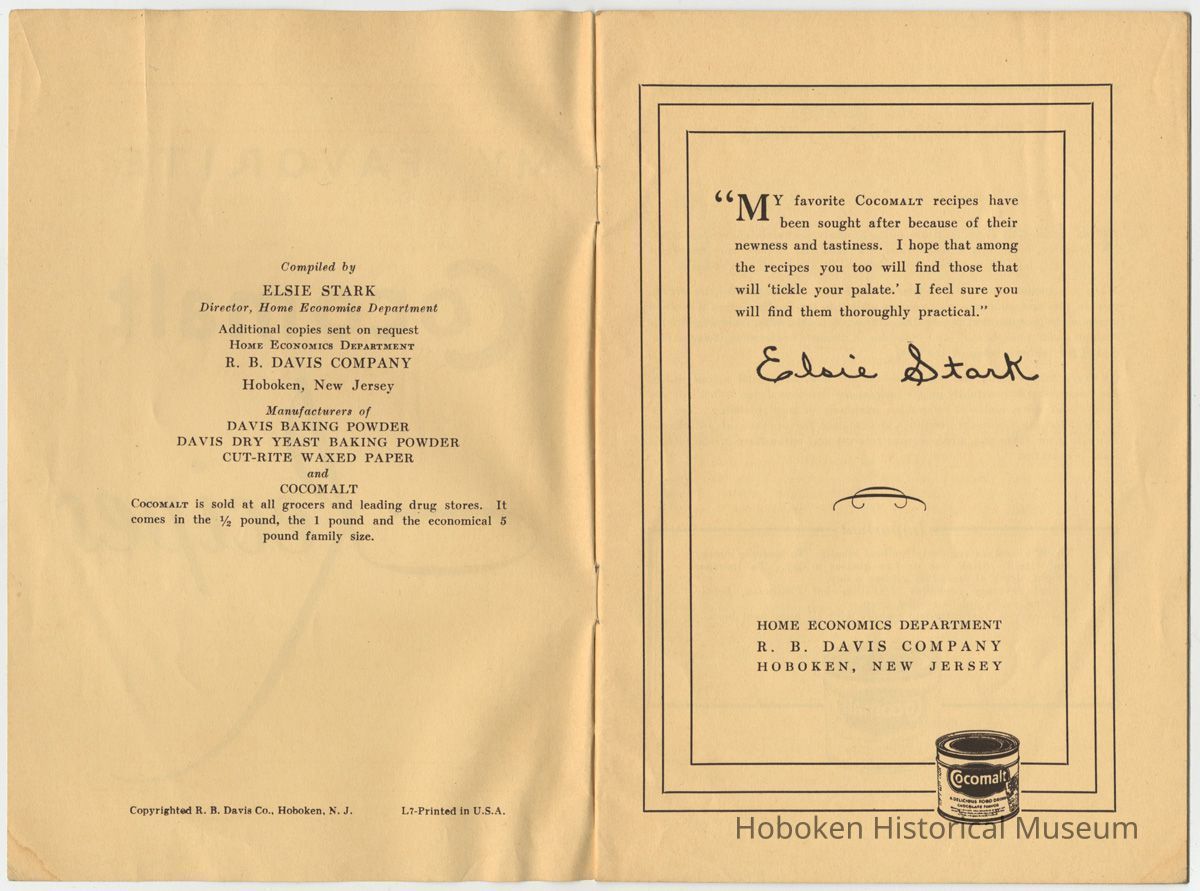 Compiled by
ELSIE STARK
Director, Home Economics Department
Additional copies sent on request
HOME ECONOMICS DEPARTMENT
R. B. DAVIS COMPANY
Hoboken, New Jersey
Manufacturers of
DAVIS BAKING POWDER
DAVIS DRY YEAST BAKING POWDER
CUT-RITE WAXED PAPER
and
COCOMALT
COCOMALT is sold at all grocers and leading drug stores. It
comes in the ½ pound, the 1 pound and the economical 5
pound family size.
Copyrighted R. B. Davis Co., Hoboken, N. J. L7-Printed in U.S.A.
“MY favorite COCOMALT recipes have
been sought after because of their
newness and tastiness. I hope that among
the recipes you too will find those that
will ‘tickle your palate.’ I feel sure you
will find them thoroughly practical.”
Elsie Stark
HOME ECONOMICS DEPARTMENT
R. B. DAVIS COMPANY
HOBOKEN, NEW JERSEY
Cocomalt
A DELICIOUS FOOD DRINK
CHOCOLATE FLAVOR
Hoboken Historical Museum